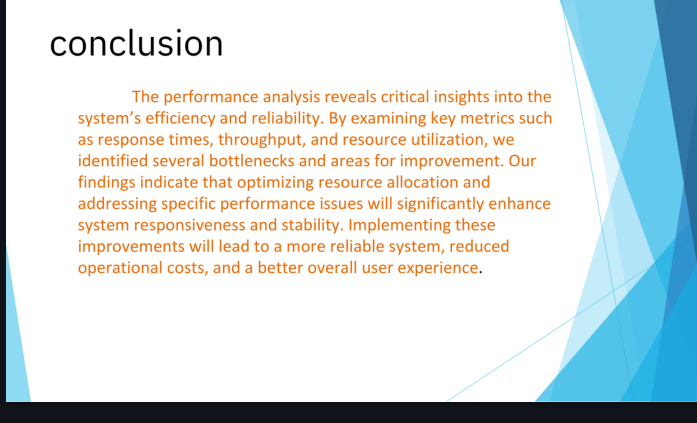 conclusion
The performance analysis reveals critical insights into the
system’s efficiency and reliability. By examining key metrics such
as response times, throughput, and resource utilization, we
identified several bottlenecks and areas for improvement. Our
findings indicate that optimizing resource allocation and
addressing specific performance issues will significantly enhance
system responsiveness and stability. Implementing these
improvements will lead to a more reliable system, reduced
operational costs, and a better overall user experience.